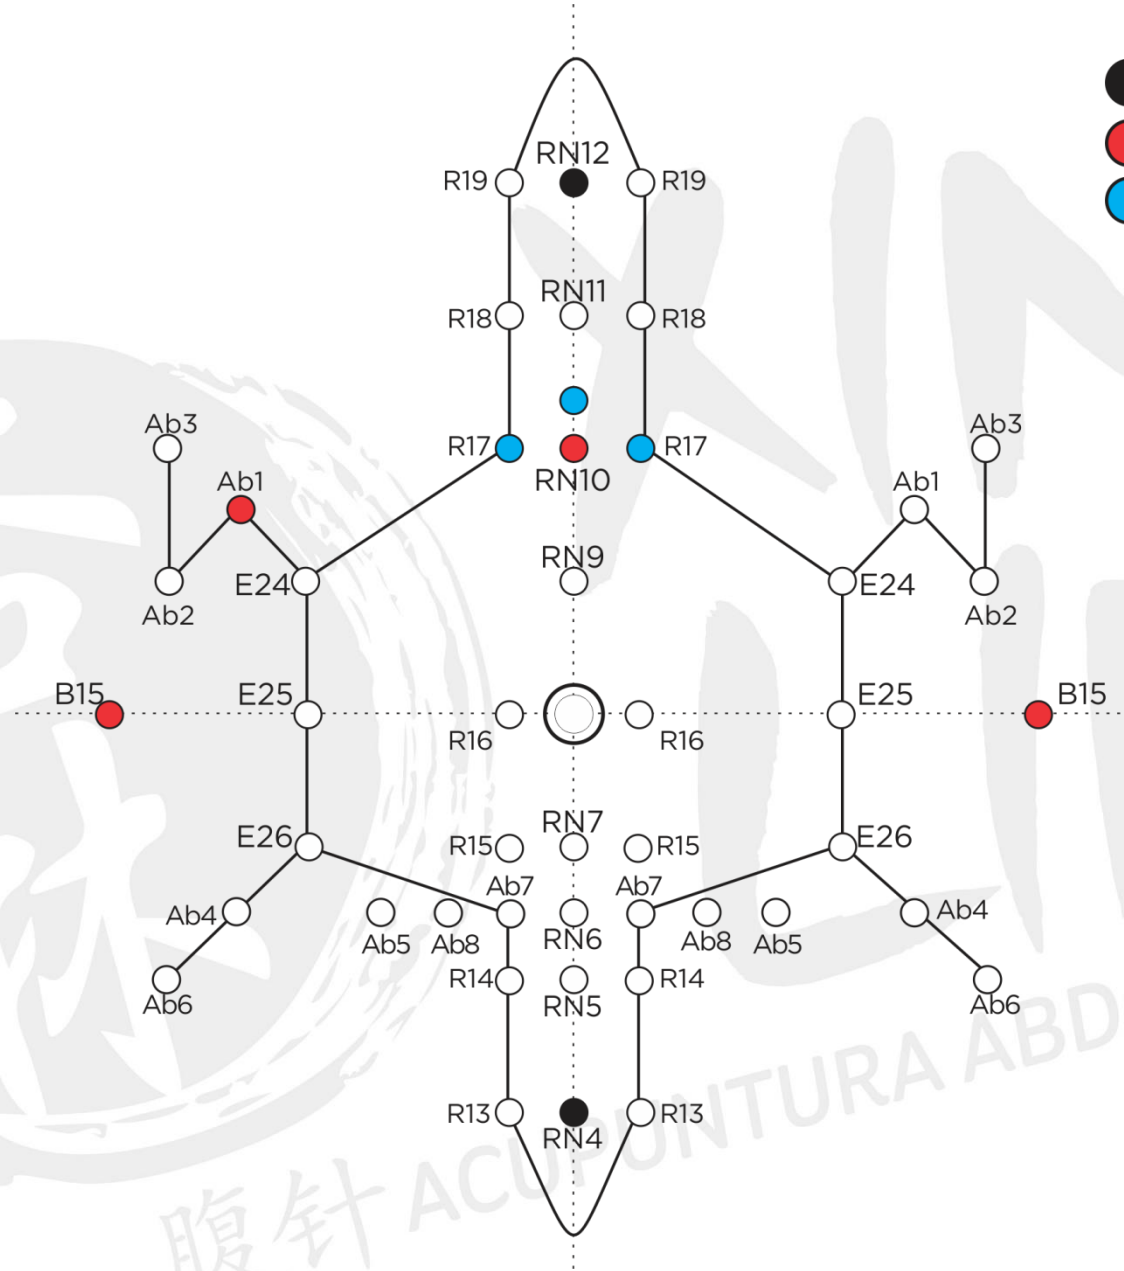 RN12
R19
R19
RN11
R18
R18
Ab3
Ab3
R17
R17
RN10
Ab1
Ab1
RN9
E24
E24
Ab2
Ab2
B15
E25
E25
B15
R16
R16
RN7
E26
E26
R15
R15
Ab7
Ab7
Ab4
Ab4
Ab5
Ab8
RN6
Ab8
Ab5
R14
R14
Ab6
RN5
Ab6
R13
R13
RN4
腹针 ACUPUNTURA ABD